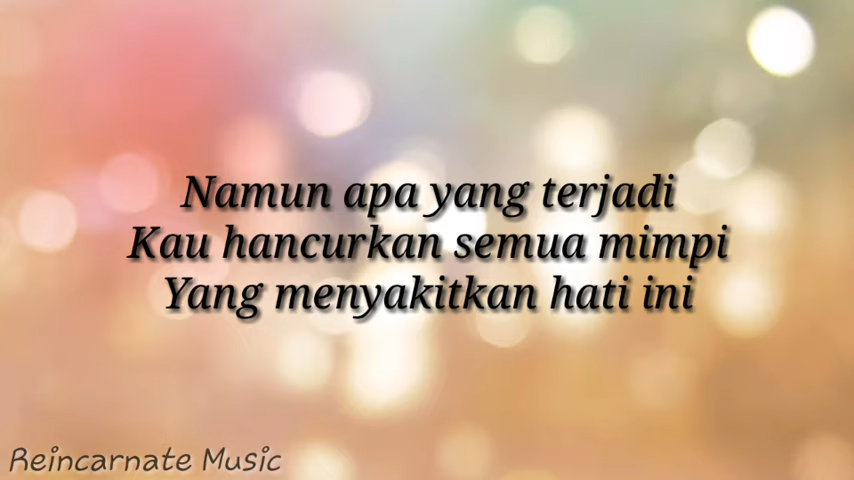 Namun apa yang terjadi
Kau hancurkan semua mimpi
Yang menyakitkan hati ini
Reincarnate Music